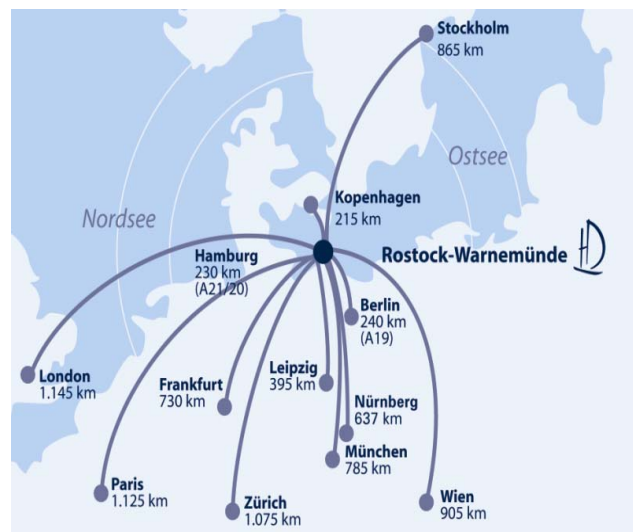 Stockholm
865 km
Ostsee
Nordsee
Kopenhagen
215 km
Hamburg
230 km
(A21/20)
Rostock-Warnemünde HD
Berlin
240 km
(A19)
London
1.145 km
Frankfurt
730 km
Leipzig
395 km
Nürnberg
637 km
München
785 km
Paris
1.125 km
Zürich
1.075 km
Wien
905 km